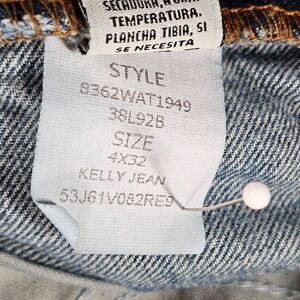 SECADORA, A BAJA
TEMPERATURA,
PLANCHA TIBIA, SI
SE NECESITA
STYLE
8362WAT1949
38L92B
SIZE
4X32
KELLY JEAN
53J61V082RE9